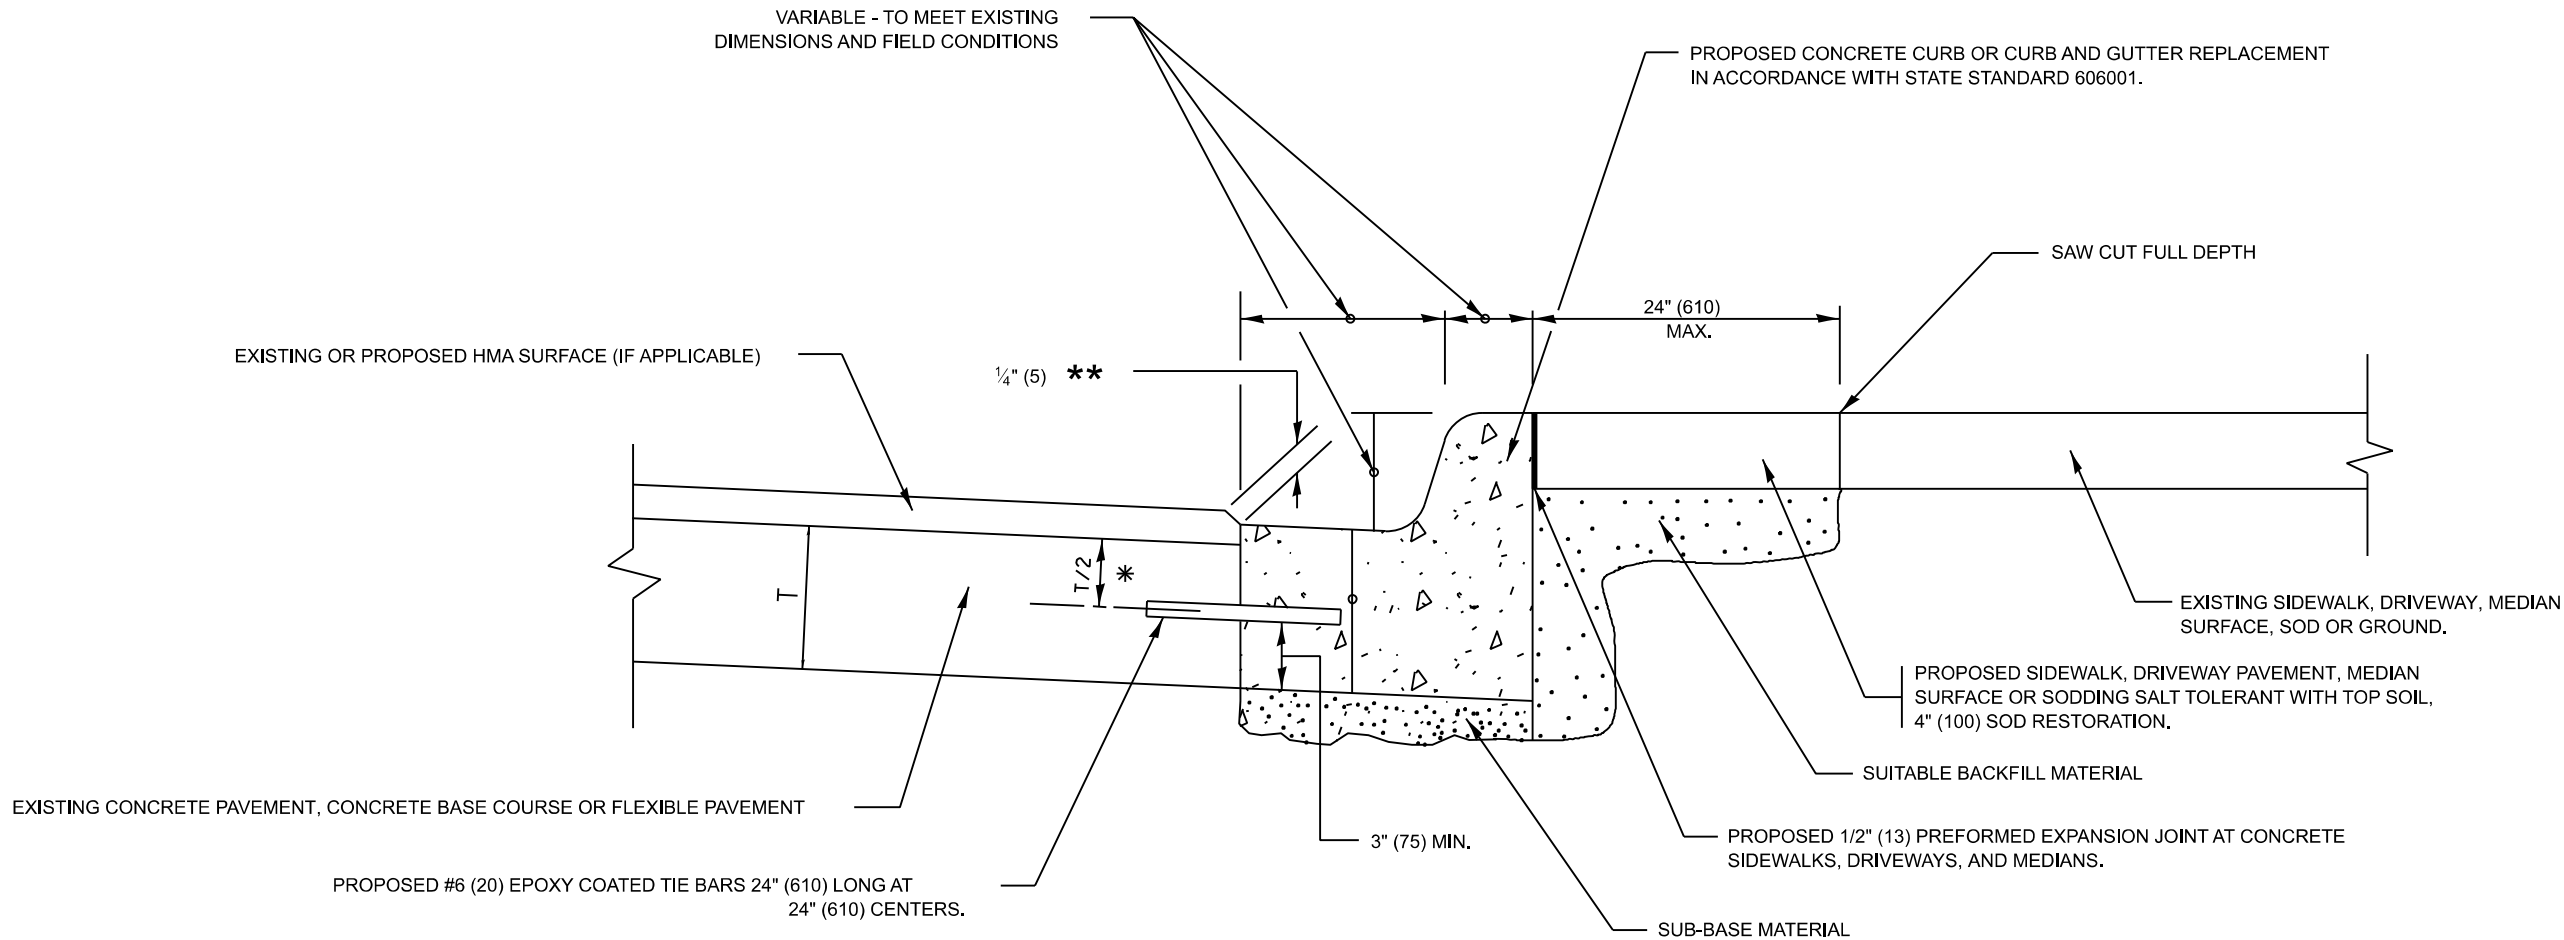 VARIABLE - TO MEET EXISTING
DIMENSIONS AND FIELD CONDITIONS
PROPOSED CONCRETE CURB OR CURB AND GUTTER REPLACEMENT
IN ACCORDANCE WITH STATE STANDARD 606001.
SAW CUT FULL DEPTH
24" (610)
MAX.
EXISTING OR PROPOSED HMA SURFACE (IF APPLICABLE)
¼" (5) **
T
T/2 *
EXISTING SIDEWALK, DRIVEWAY, MEDIAN
SURFACE, SOD OR GROUND.
PROPOSED SIDEWALK, DRIVEWAY PAVEMENT, MEDIAN
SURFACE OR SODDING SALT TOLERANT WITH TOP SOIL,
4" (100) SOD RESTORATION.
SUITABLE BACKFILL MATERIAL
EXISTING CONCRETE PAVEMENT, CONCRETE BASE COURSE OR FLEXIBLE PAVEMENT
3" (75) MIN.
PROPOSED 1/2" (13) PREFORMED EXPANSION JOINT AT CONCRETE
SIDEWALKS, DRIVEWAYS, AND MEDIANS.
PROPOSED #6 (20) EPOXY COATED TIE BARS 24" (610) LONG AT
24" (610) CENTERS.
SUB-BASE MATERIAL